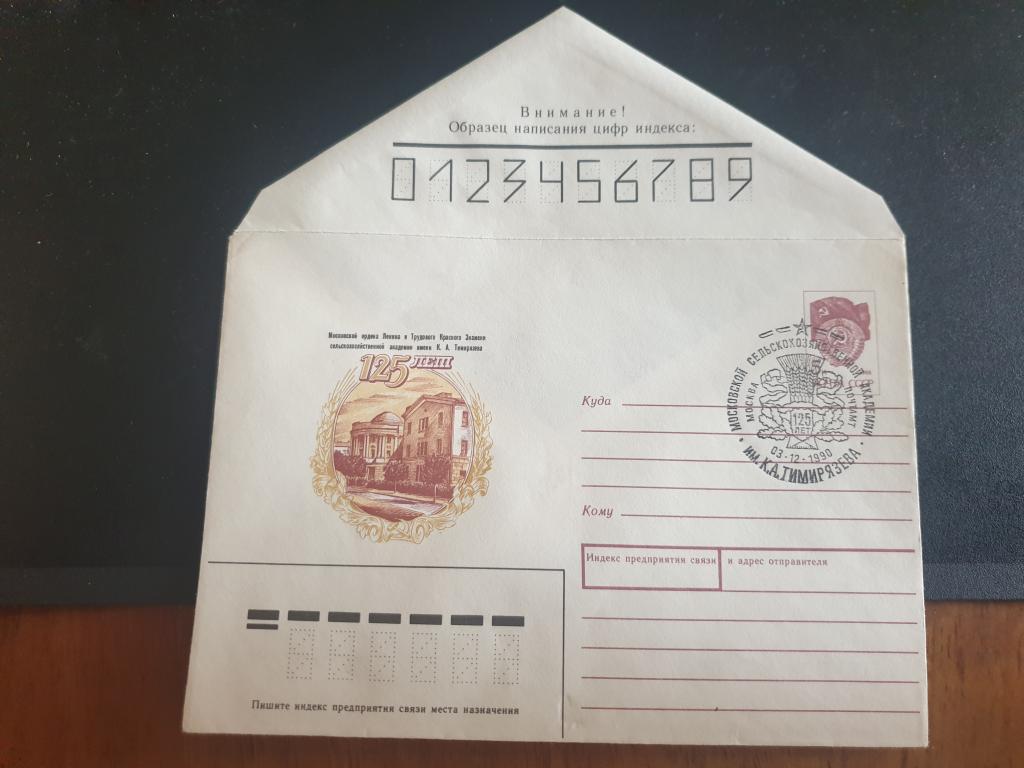 Внимание!
Образец написания цифр индекса:
0123456789
Московской ордена Ленина и Трудового Красного Знамени
сельскохозяйственной академии имени К. А. Тимирязева
125 лет
МОСКОВСКОЙ СЕЛЬСКОХОЗЯЙСТВЕННОЙ АКАДЕМИИ
МОСКВА
ПОЧТАМТ
125
ЛЕТ
03-12-1990
ИМ. К.А. ТИМИРЯЗЕВА
Куда
Кому
Индекс предприятия связи и адрес отправителя
Пишите индекс предприятия связи места назначения